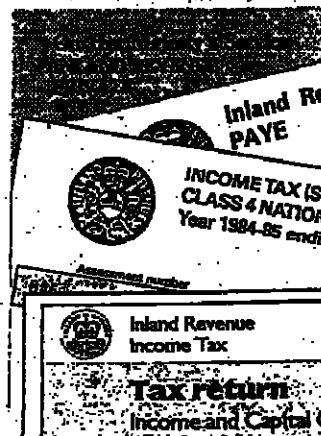 Inland Re
PAYE
INCOME TAX (S
CLASS 4 NATION
Year 1984-85 endi
Assessment number
Inland Revenue
Income Tax
Tax return
Income and Capital G